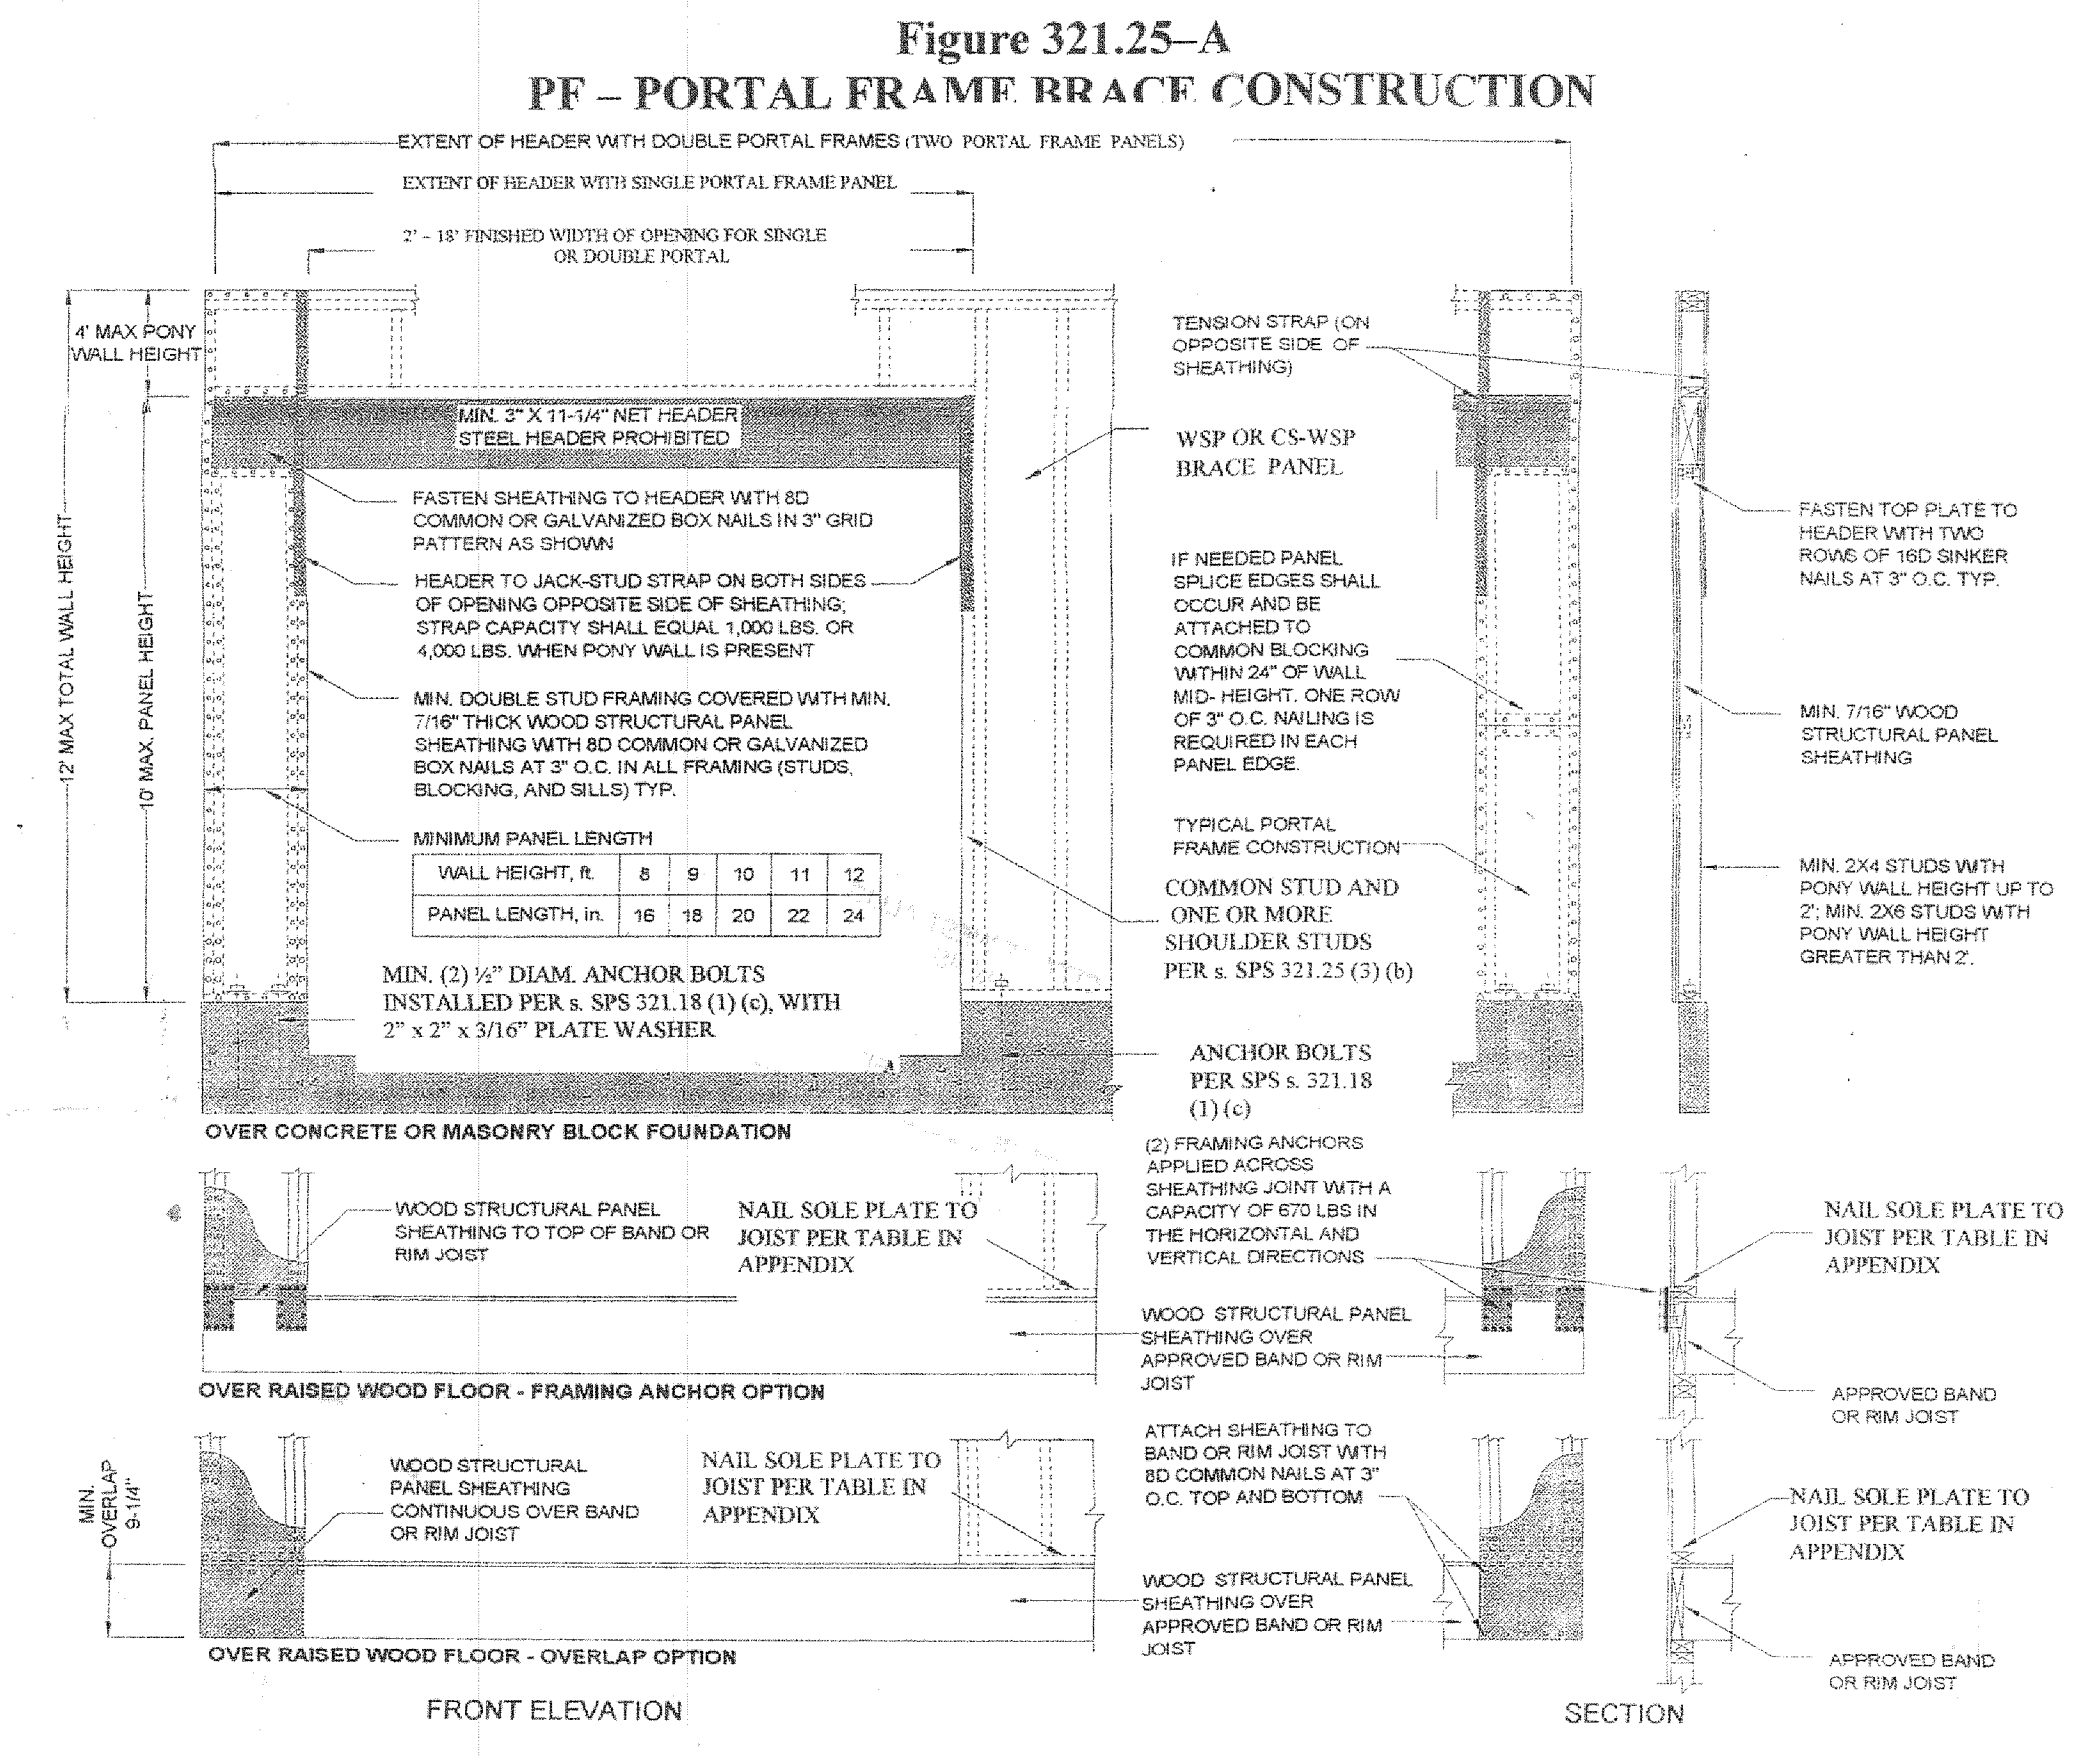 Figure 321.25–A
PF – PORTAL FRAME BRACE CONSTRUCTION
EXTENT OF HEADER WITH DOUBLE PORTAL FRAMES (TWO PORTAL FRAME PANELS)
EXTENT OF HEADER WITH SINGLE PORTAL FRAME PANEL
2' – 18' FINISHED WIDTH OF OPENING FOR SINGLE
OR DOUBLE PORTAL
4' MAX PONY
WALL HEIGHT
12' MAX TOTAL WALL HEIGHT
10' MAX. PANEL HEIGHT
MIN. 3" X 11-1/4" NET HEADER
STEEL HEADER PROHIBITED
FASTEN SHEATHING TO HEADER WITH 8D
COMMON OR GALVANIZED BOX NAILS IN 3" GRID
PATTERN AS SHOWN
HEADER TO JACK-STUD STRAP ON BOTH SIDES
OF OPENING OPPOSITE SIDE OF SHEATHING;
STRAP CAPACITY SHALL EQUAL 1,000 LBS. OR
4,000 LBS. WHEN PONY WALL IS PRESENT
MIN. DOUBLE STUD FRAMING COVERED WITH MIN.
7/16" THICK WOOD STRUCTURAL PANEL
SHEATHING WITH 8D COMMON OR GALVANIZED
BOX NAILS AT 3" O.C. IN ALL FRAMING (STUDS,
BLOCKING, AND SILLS) TYP.
MINIMUM PANEL LENGTH
WALL HEIGHT, ft. 8 9 10 11 12
PANEL LENGTH, in. 16 18 20 22 24
MIN. (2) ½” DIAM. ANCHOR BOLTS
INSTALLED PER s. SPS 321.18 (1) (c), WITH
2” x 2” x 3/16” PLATE WASHER
TENSION STRAP (ON
OPPOSITE SIDE OF
SHEATHING)
WSP OR CS-WSP
BRACE PANEL
IF NEEDED PANEL
SPLICE EDGES SHALL
OCCUR AND BE
ATTACHED TO
COMMON BLOCKING
WITHIN 24" OF WALL
MID- HEIGHT. ONE ROW
OF 3" O.C. NAILING IS
REQUIRED IN EACH
PANEL EDGE.
TYPICAL PORTAL
FRAME CONSTRUCTION
COMMON STUD AND
ONE OR MORE
SHOULDER STUDS
PER s. SPS 321.25 (3) (b)
ANCHOR BOLTS
PER SPS s. 321.18
(1) (c)
FASTEN TOP PLATE TO
HEADER WITH TWO
ROWS OF 16D SINKER
NAILS AT 3" O.C. TYP.
MIN. 7/16" WOOD
STRUCTURAL PANEL
SHEATHING
MIN. 2X4 STUDS WITH
PONY WALL HEIGHT UP TO
2'; MIN. 2X6 STUDS WITH
PONY WALL HEIGHT
GREATER THAN 2'.
OVER CONCRETE OR MASONRY BLOCK FOUNDATION
WOOD STRUCTURAL PANEL
SHEATHING TO TOP OF BAND OR
RIM JOIST
NAIL SOLE PLATE TO
JOIST PER TABLE IN
APPENDIX
(2) FRAMING ANCHORS
APPLIED ACROSS
SHEATHING JOINT WITH A
CAPACITY OF 670 LBS IN
THE HORIZONTAL AND
VERTICAL DIRECTIONS
WOOD STRUCTURAL PANEL
SHEATHING OVER
APPROVED BAND OR RIM
JOIST
NAIL SOLE PLATE TO
JOIST PER TABLE IN
APPENDIX
APPROVED BAND
OR RIM JOIST
OVER RAISED WOOD FLOOR - FRAMING ANCHOR OPTION
MIN.
OVERLAP
9-1/4"
WOOD STRUCTURAL
PANEL SHEATHING
CONTINUOUS OVER BAND
OR RIM JOIST
NAIL SOLE PLATE TO
JOIST PER TABLE IN
APPENDIX
ATTACH SHEATHING TO
BAND OR RIM JOIST WITH
8D COMMON NAILS AT 3"
O.C. TOP AND BOTTOM
WOOD STRUCTURAL PANEL
SHEATHING OVER
APPROVED BAND OR RIM
JOIST
NAIL SOLE PLATE TO
JOIST PER TABLE IN
APPENDIX
APPROVED BAND
OR RIM JOIST
OVER RAISED WOOD FLOOR - OVERLAP OPTION
FRONT ELEVATION
SECTION